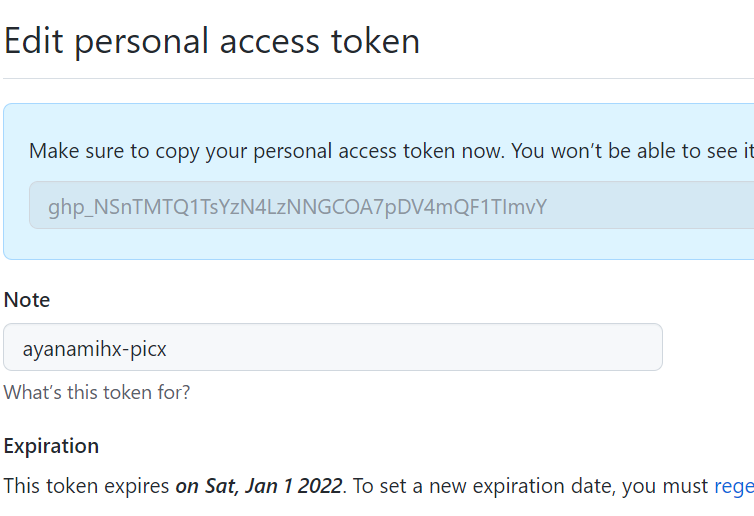 Edit personal access token
Make sure to copy your personal access token now. You won't be able to see it
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
Note
ayanamihx-picx
What's this token for?
Expiration
This token expires on Sat, Jan 1 2022. To set a new expiration date, you must rege